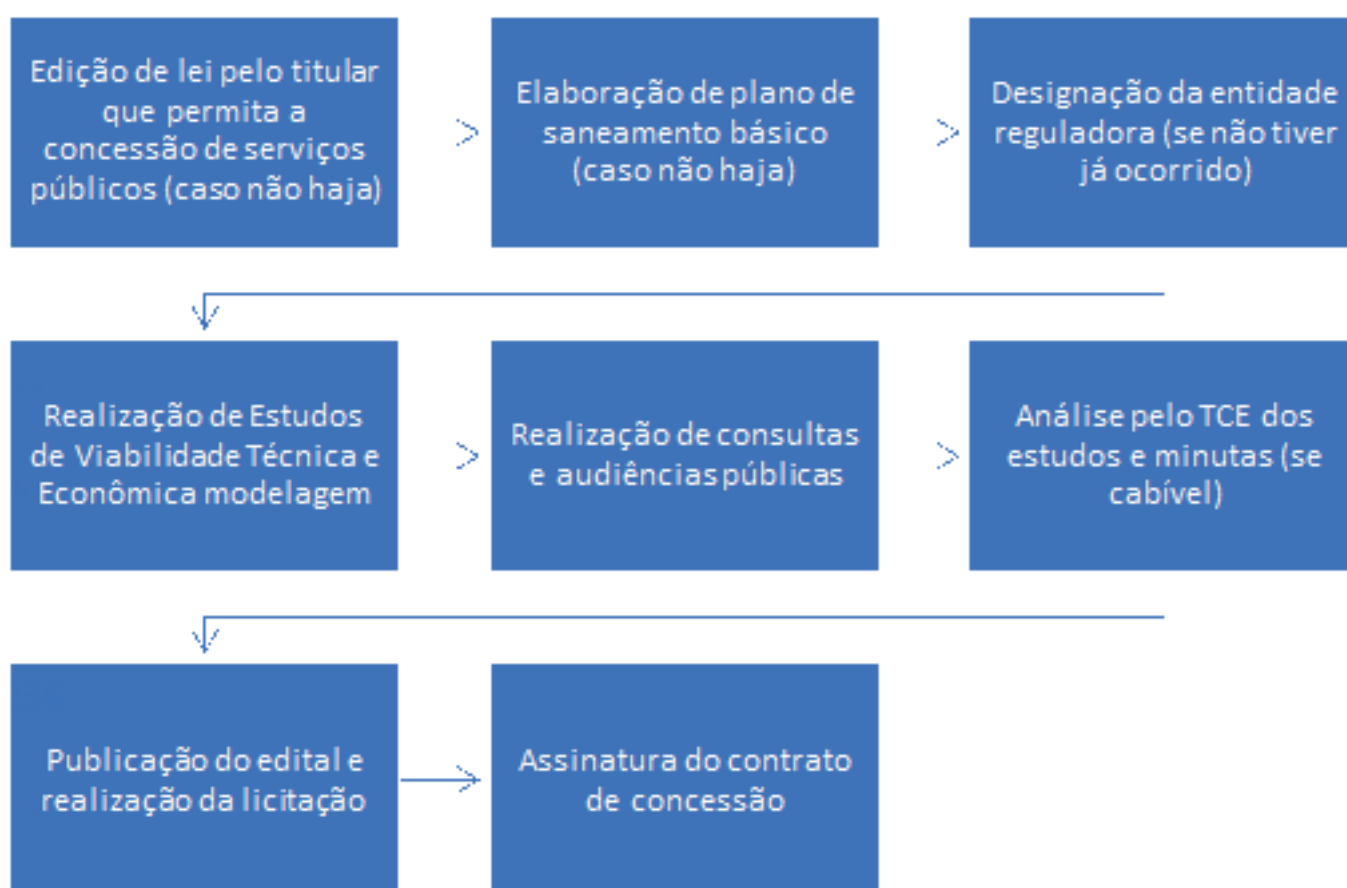 Edição de lei pelo titular
que permita a
concessão de serviços
públicos (caso não haja)
Elaboração de plano de
saneamento básico
(caso não haja)
Designação da entidade
reguladora (se não tiver
já ocorrido)
Realização de Estudos
de Viabilidade Técnica e
Econômica modelagem
Realização de consultas
e audiências públicas
Análise pelo TCE dos
estudos e minutas (se
cabível)
Publicação do edital e
realização da licitação
Assinatura do contrato
de concessão